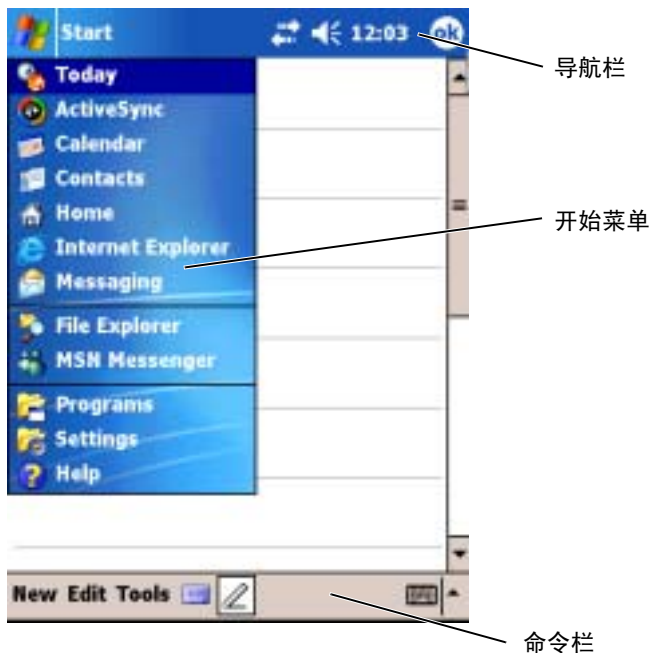 Start 12:03 ok
导航栏
Today
ActiveSync
Calendar
Contacts
Home
开始菜单
Internet Explorer
Messaging
File Explorer
MSN Messenger
Programs
Settings
Help
New Edit Tools
命令栏